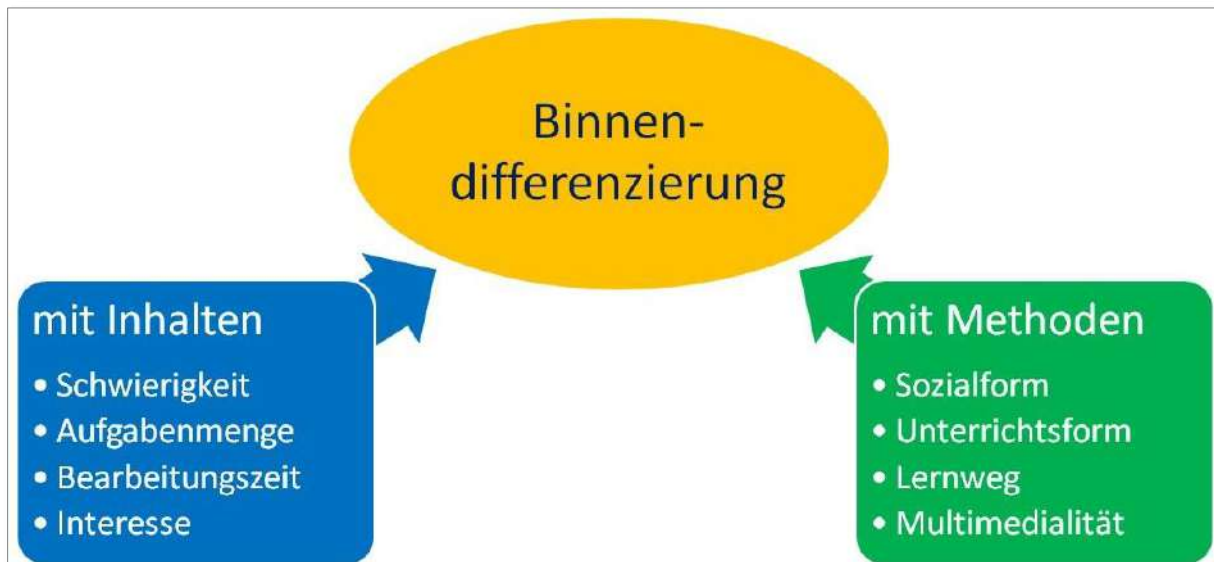 Binnen-
differenzierung
mit Inhalten
• Schwierigkeit
• Aufgabenmenge
• Bearbeitungszeit
• Interesse
mit Methoden
• Sozialform
• Unterrichtsform
• Lernweg
• Multimedialität